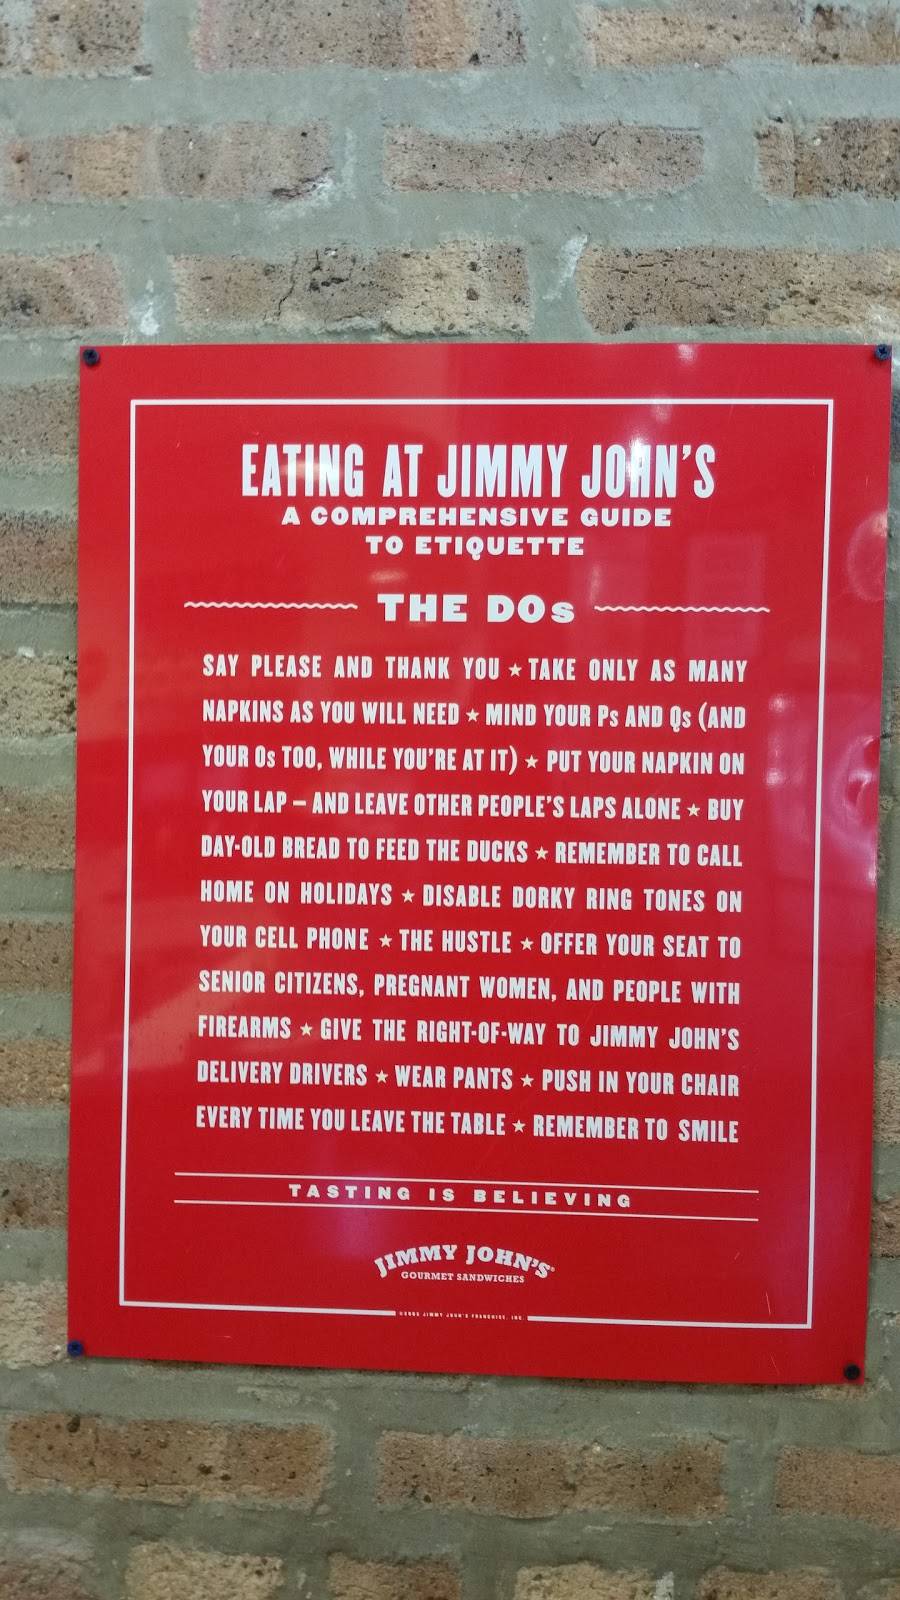 EATING AT JIMMY JOHN'S
A COMPREHENSIVE GUIDE
TO ETIQUETTE
THE DOs
SAY PLEASE AND THANK YOU ★ TAKE ONLY AS MANY
NAPKINS AS YOU WILL NEED ★ MIND YOUR Ps AND Qs (AND
YOUR Os TOO, WHILE YOU'RE AT IT) ★ PUT YOUR NAPKIN ON
YOUR LAP – AND LEAVE OTHER PEOPLE'S LAPS ALONE ★ BUY
DAY-OLD BREAD TO FEED THE DUCKS ★ REMEMBER TO CALL
HOME ON HOLIDAYS ★ DISABLE DORKY RING TONES ON
YOUR CELL PHONE ★ THE HUSTLE ★ OFFER YOUR SEAT TO
SENIOR CITIZENS, PREGNANT WOMEN, AND PEOPLE WITH
FIREARMS ★ GIVE THE RIGHT-OF-WAY TO JIMMY JOHN'S
DELIVERY DRIVERS ★ WEAR PANTS ★ PUSH IN YOUR CHAIR
EVERY TIME YOU LEAVE THE TABLE ★ REMEMBER TO SMILE
TASTING IS BELIEVING
JIMMY JOHN'S®
GOURMET SANDWICHES
JIMMY JOHN'S FRANCHISE, INC.